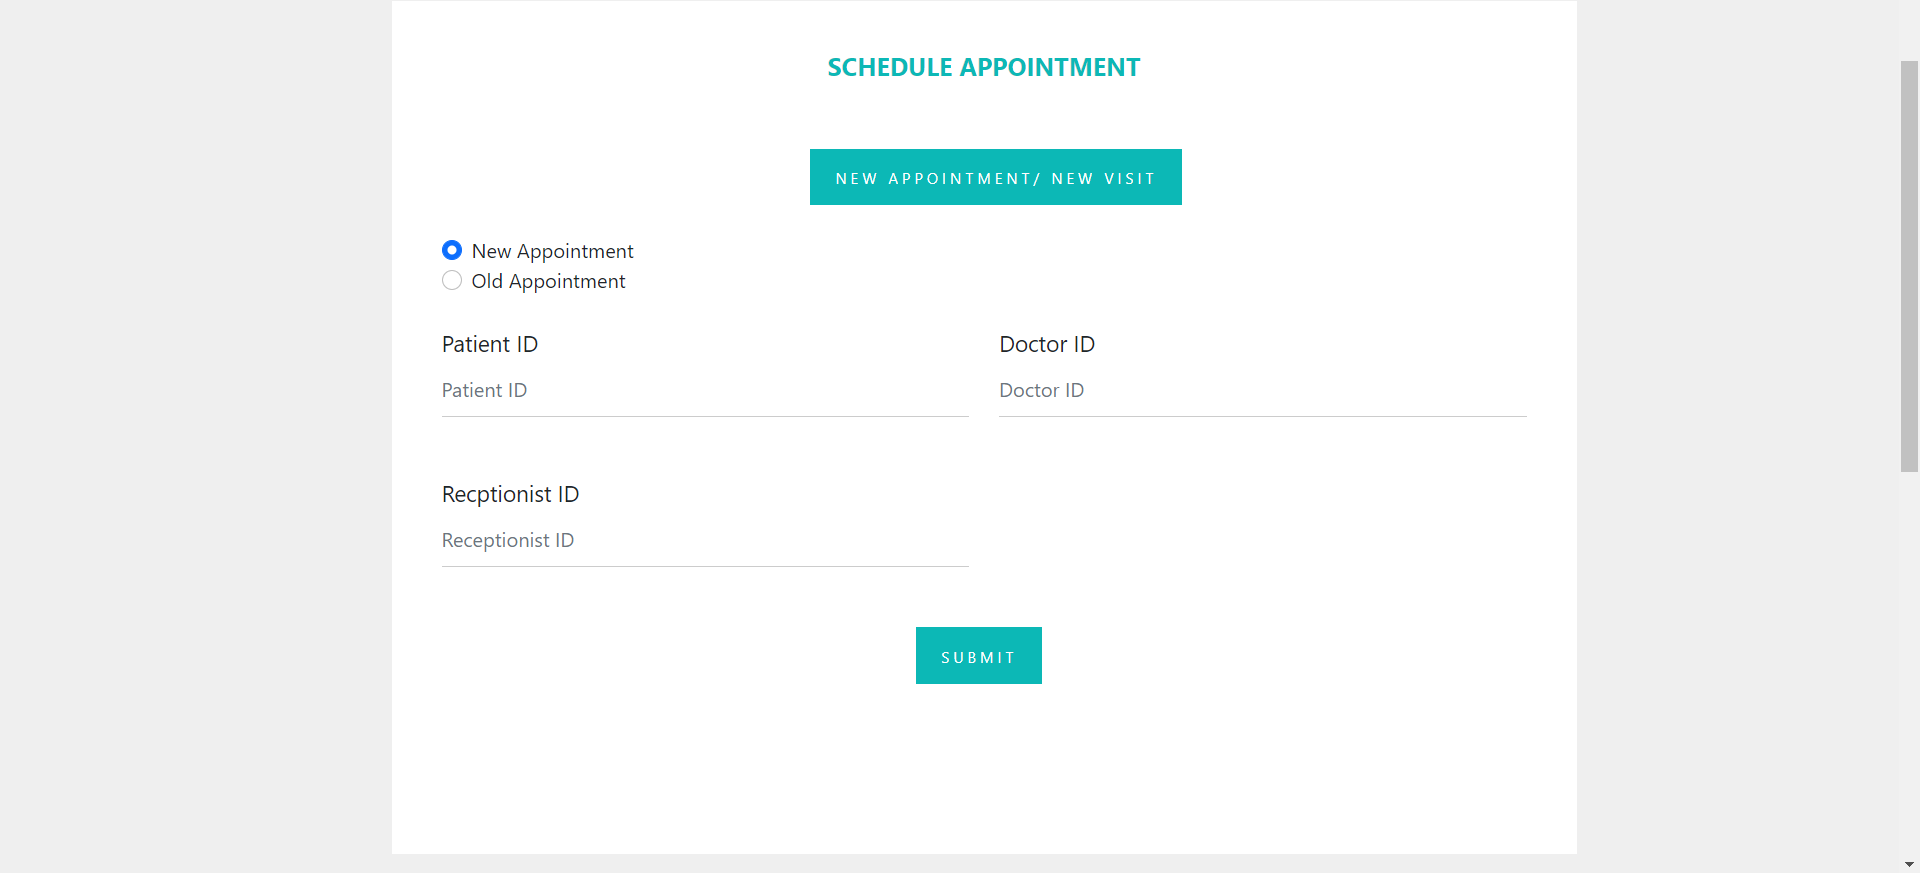 SCHEDULE APPOINTMENT
NEW APPOINTMENT/ NEW VISIT
New Appointment
Old Appointment
Patient ID
Doctor ID
Patient ID
Doctor ID
Recptionist ID
Receptionist ID
SUBMIT